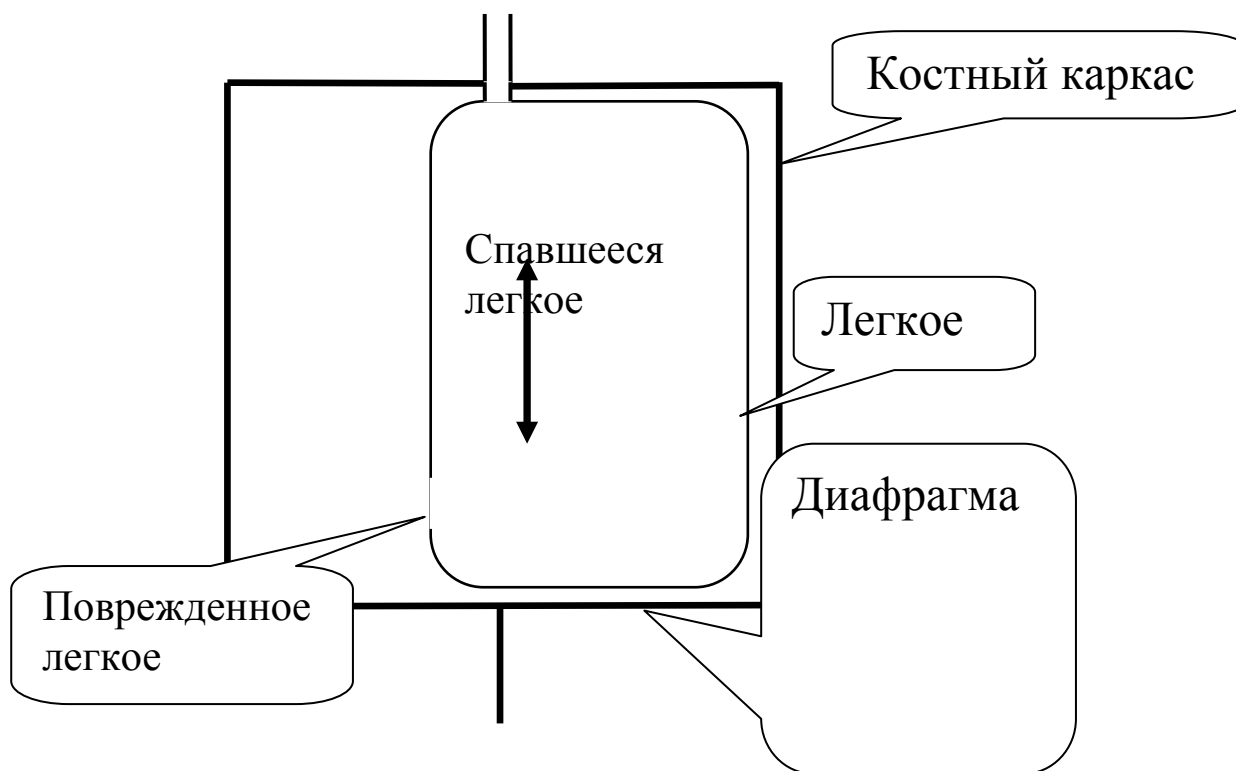 Костный каркас
Спавшееся
легкое
Легкое
Диафрагма
Поврежденное
легкое